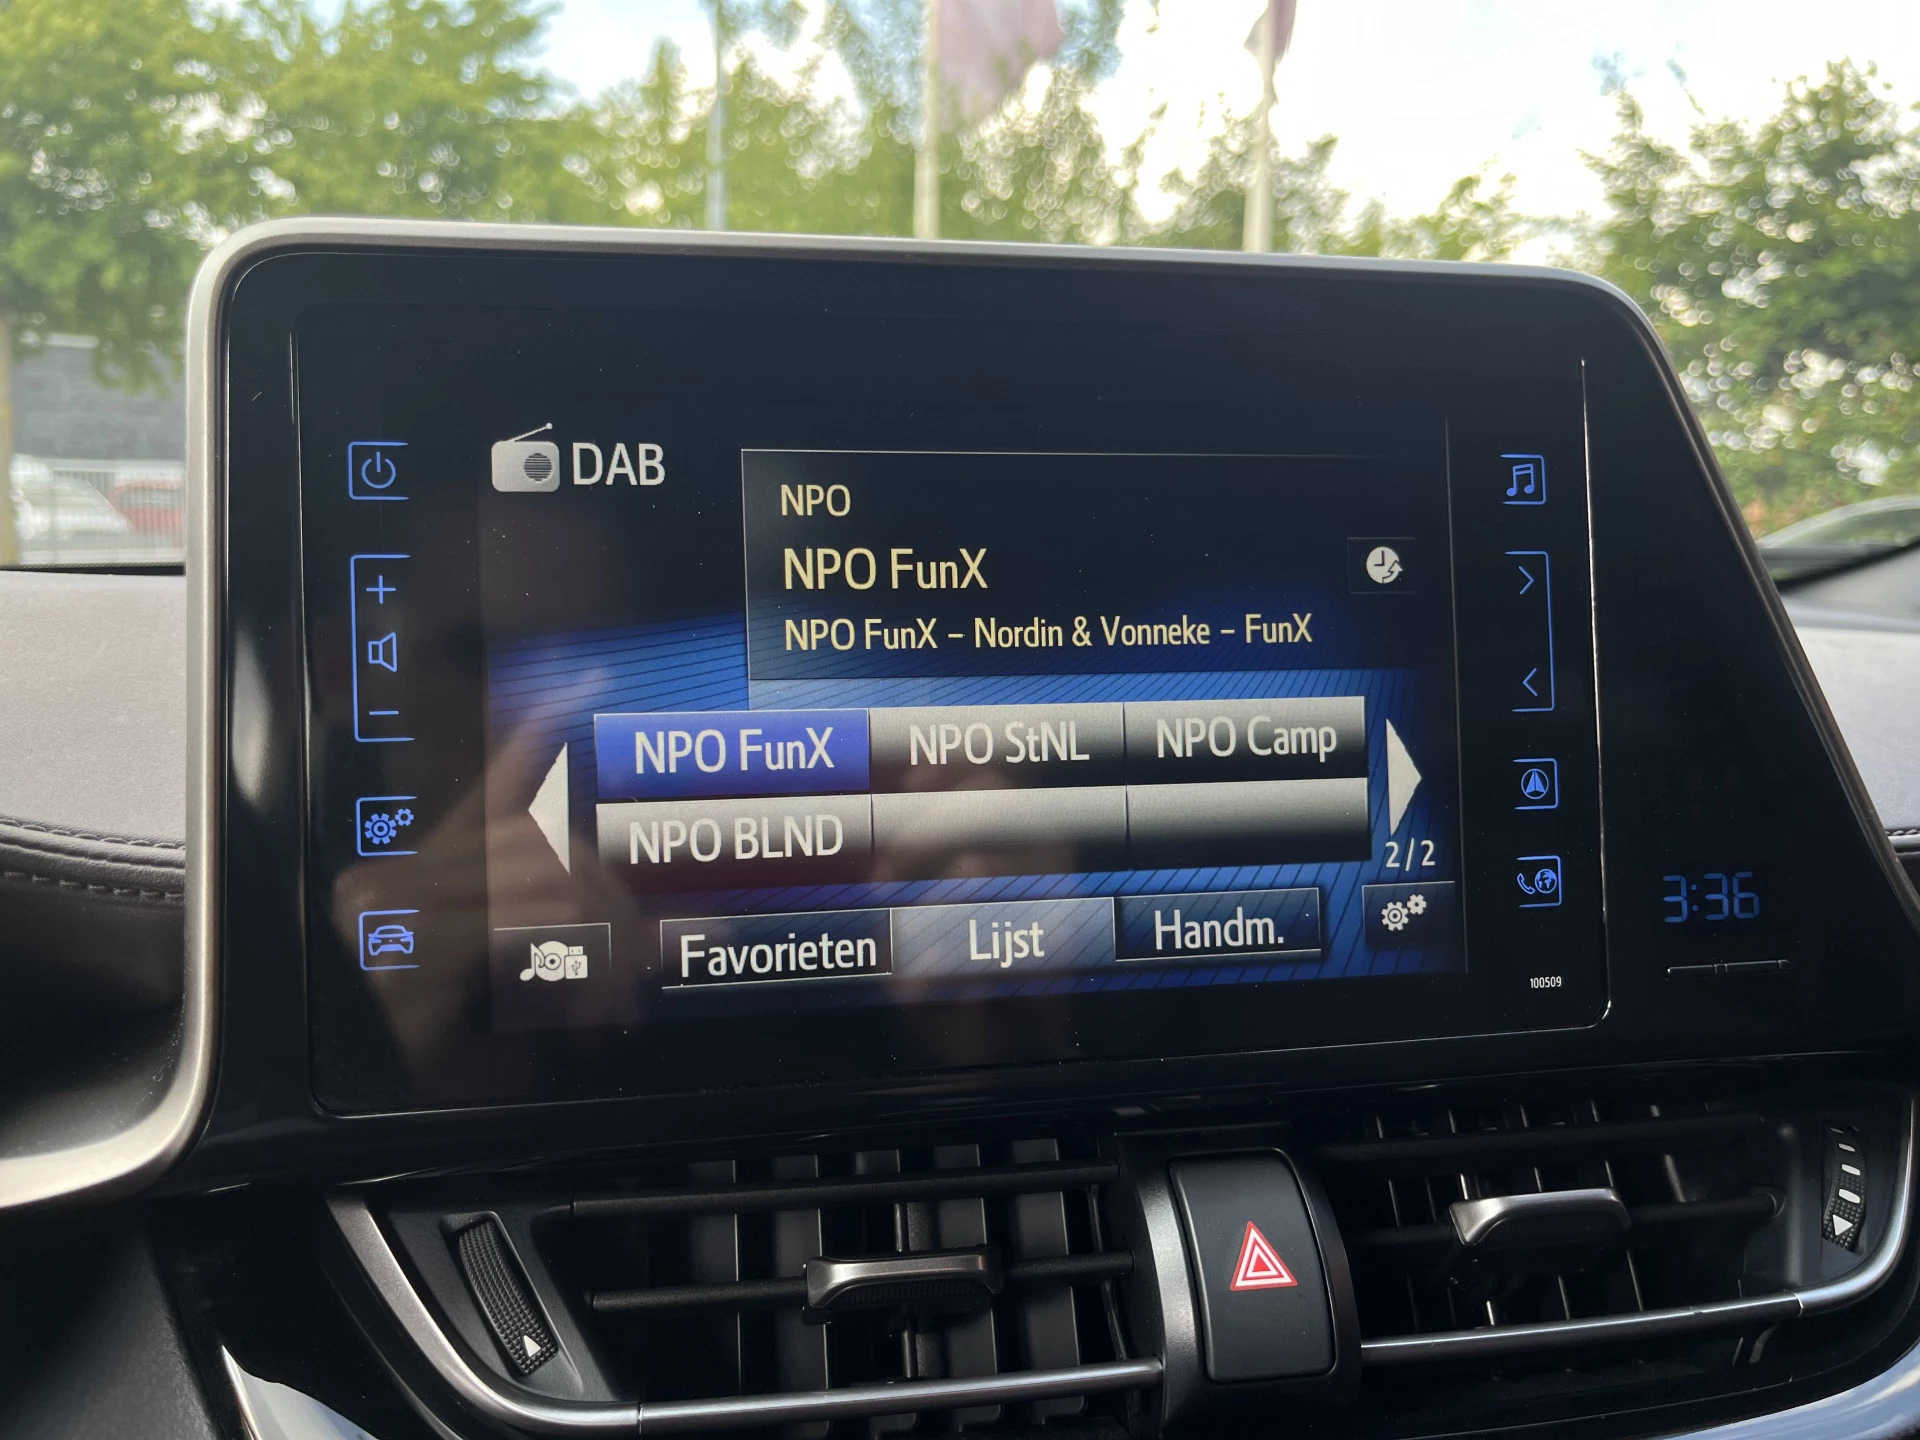 DAB
NPO
NPO FunX
NPO FunX - Nordin & Vonneke - FunX
NPO FunX
NPO StNL
NPO Camp
NPO BLND
2/2
Favorieten
Lijst
Handm.
100509
3:36